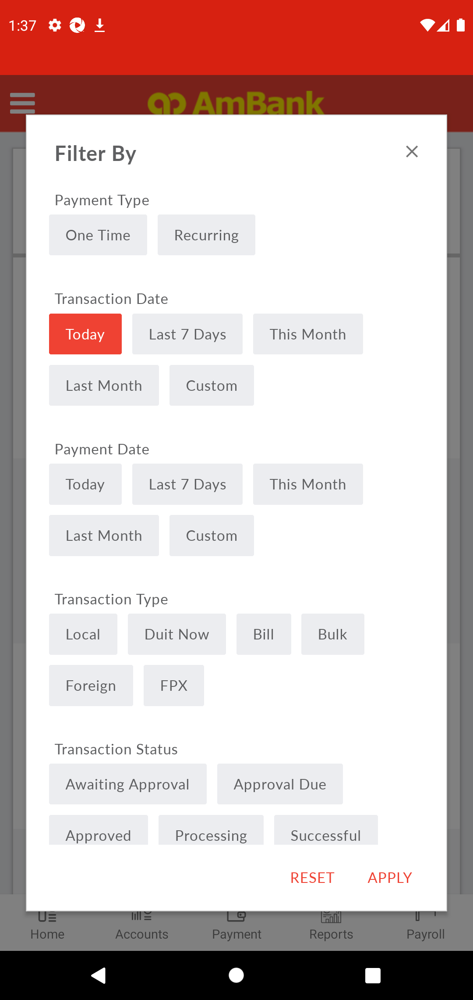 1:37
AmBank
Filter By
Payment Type
One Time Recurring
Transaction Date
Today Last 7 Days This Month
Last Month Custom
Payment Date
Today Last 7 Days This Month
Last Month Custom
Transaction Type
Local Duit Now Bill Bulk
Foreign FPX
Transaction Status
Awaiting Approval Approval Due
Approved Processing Successful
RESET APPLY
Home Accounts Payment Reports Payroll